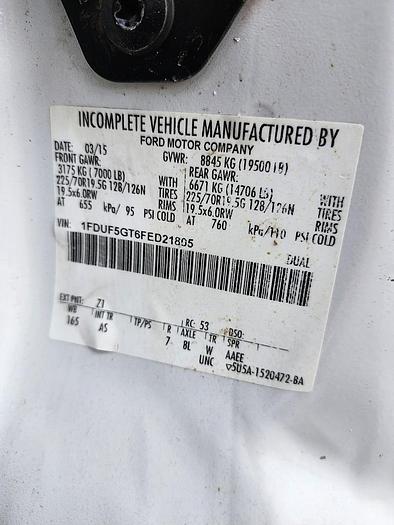 INCOMPLETE VEHICLE MANUFACTURED BY
FORD MOTOR COMPANY
DATE: 03/15 GVWR: 8845 KG (19500 LB)
FRONT GAWR: REAR GAWR:
3175 KG (7000 LB) WITH 6671 KG (14706 LB) WITH
225/70R19.5G 128/126N TIRES 225/70R19.5G 128/126N TIRES
19.5x6.0RW RIMS 19.5x6.0RW RIMS
AT 655 kPa/ 95 PSI COLD AT 760 kPa/110 PSI COLD
VIN: 1FDUF5GT6FED21805 DUAL
EXT PNT: Z1 RC: 53 DSO:
WB INT TR TP/PS R AXLE TR SPR
165 AS 7 8L W AAEE
UNC ▽5U5A-1520472-BA